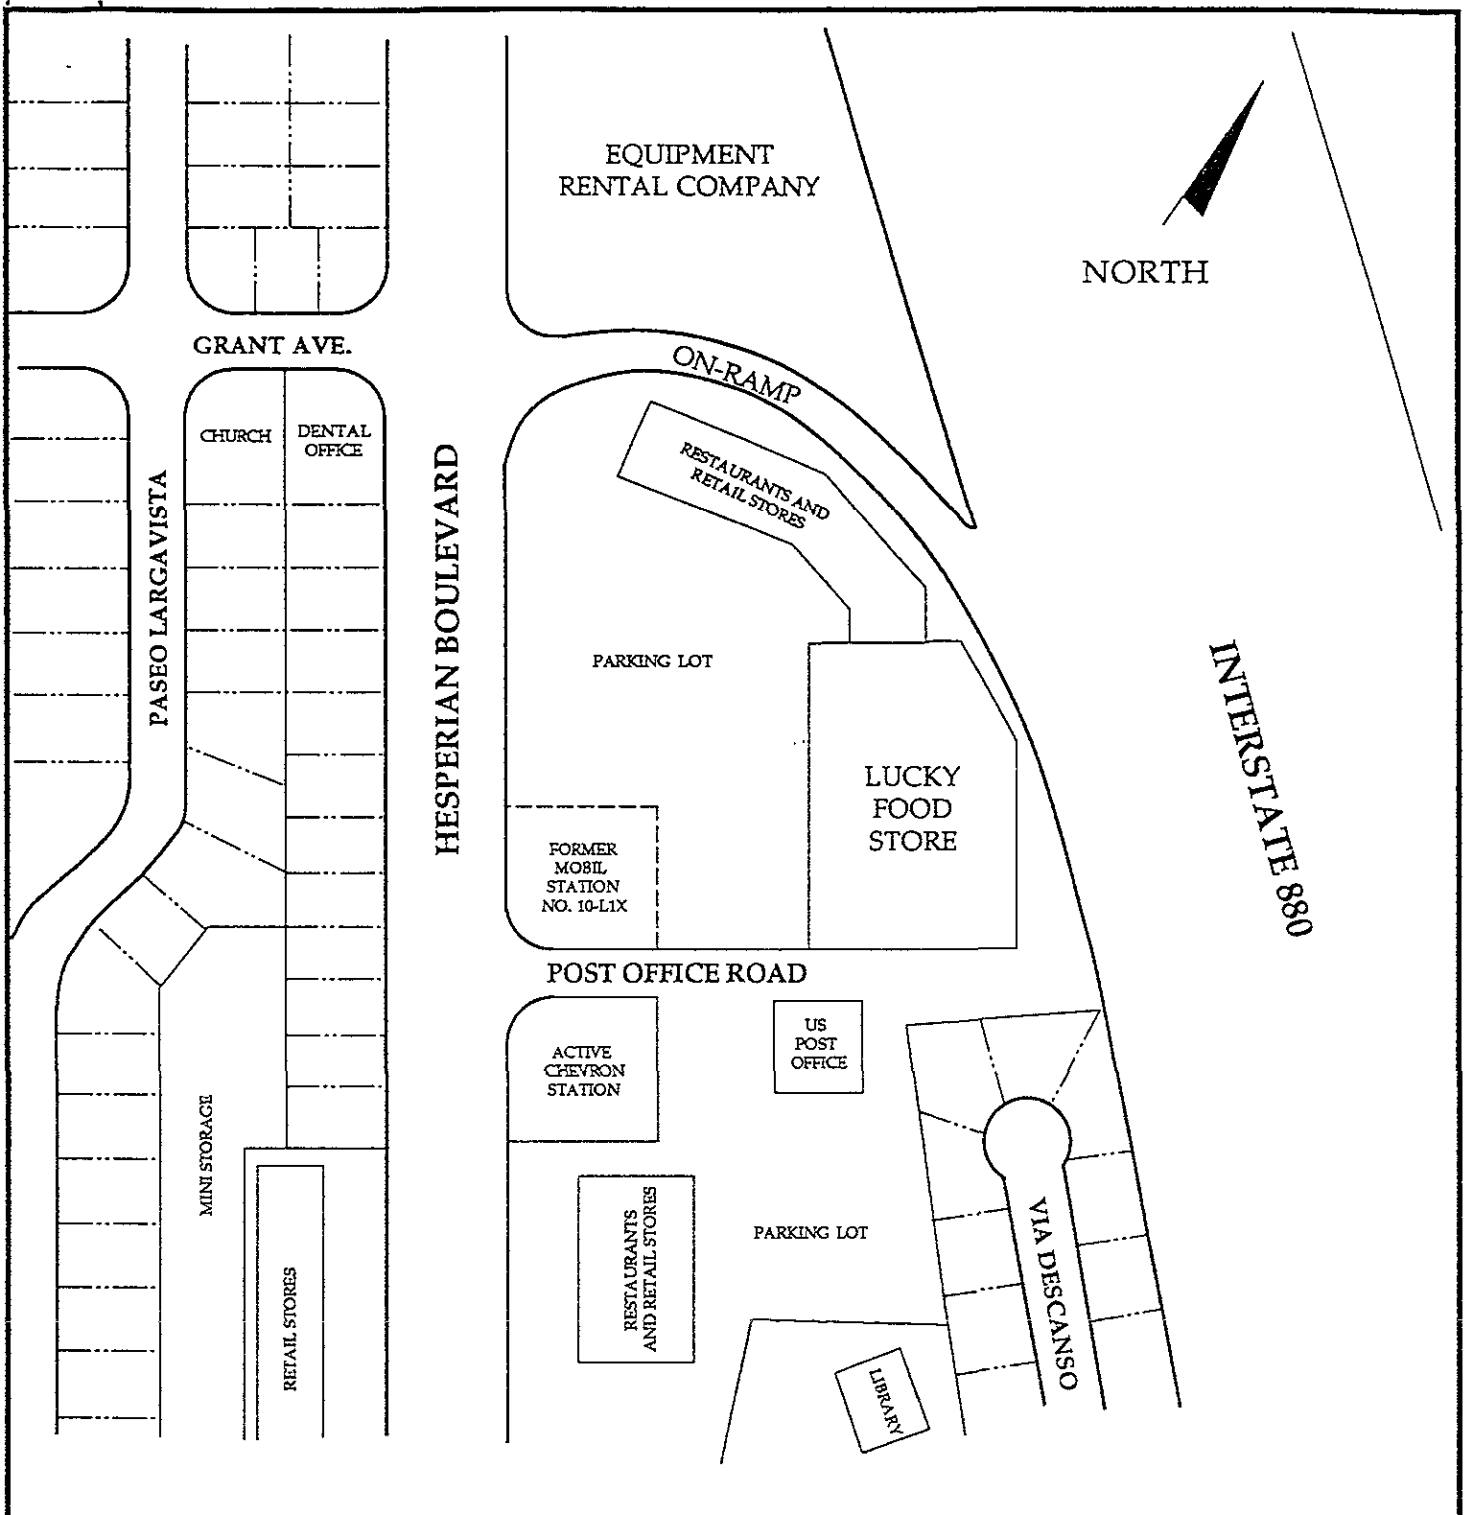 EQUIPMENT
RENTAL COMPANY
NORTH
GRANT AVE.
ON-RAMP
CHURCH
DENTAL
OFFICE
RESTAURANTS AND
RETAIL STORES
PASEO LARGAVISTA
HESPERIAN BOULEVARD
PARKING LOT
INTERSTATE 880
LUCKY
FOOD
STORE
FORMER
MOBIL
STATION
NO. 10-L1X
POST OFFICE ROAD
US
POST
OFFICE
ACTIVE
CHEVRON
STATION
MINI STORAGE
RESTAURANTS
AND RETAIL STORES
PARKING LOT
VIA DESCANSO
RETAIL STORES
LIBRARY